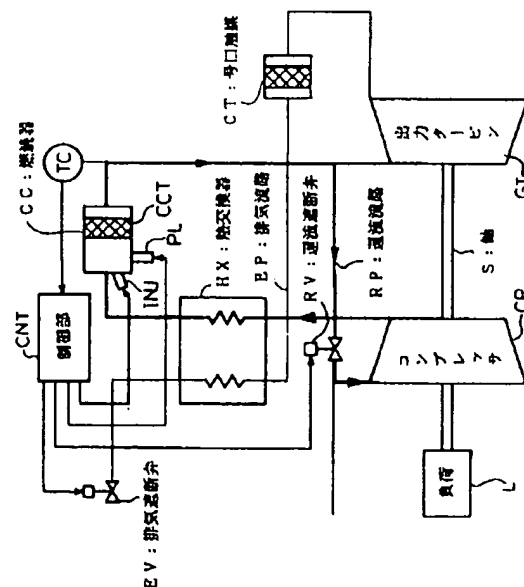 CC：燃焼器
TC
CCT
PL
INJ
CNT
制御部
HX：熱交換器
EP：排気流路
RV：還流遮断弁
RP：還流流路
EV：排気遮断弁
CT：号口触媒
出力タービン
GT
S：軸
コンプレッサ
CP
負荷
L